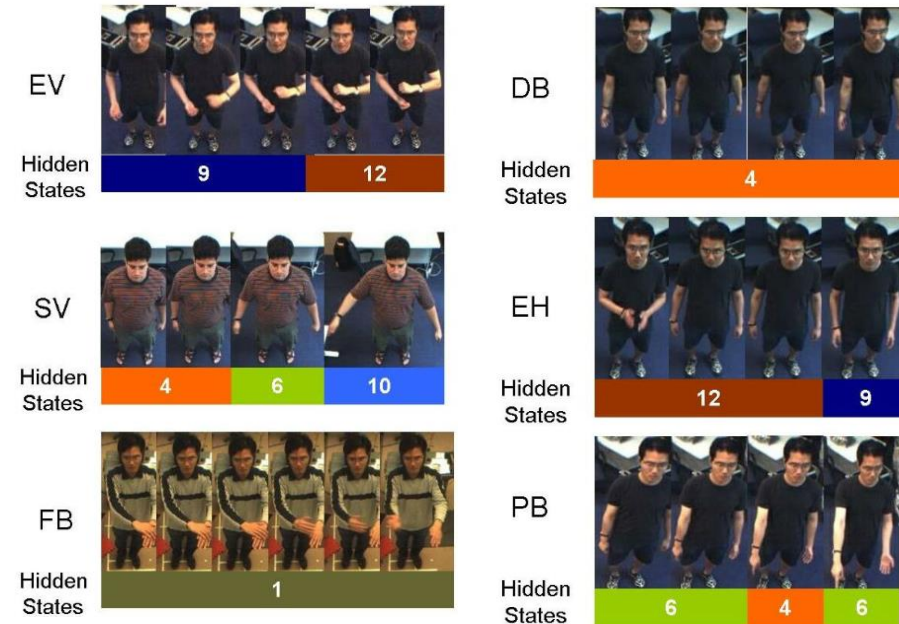 EV
Hidden
States
9 12
SV
Hidden
States
4 6 10
FB
Hidden
States
1
DB
Hidden
States
4
EH
Hidden
States
12 9
PB
Hidden
States
6 4 6